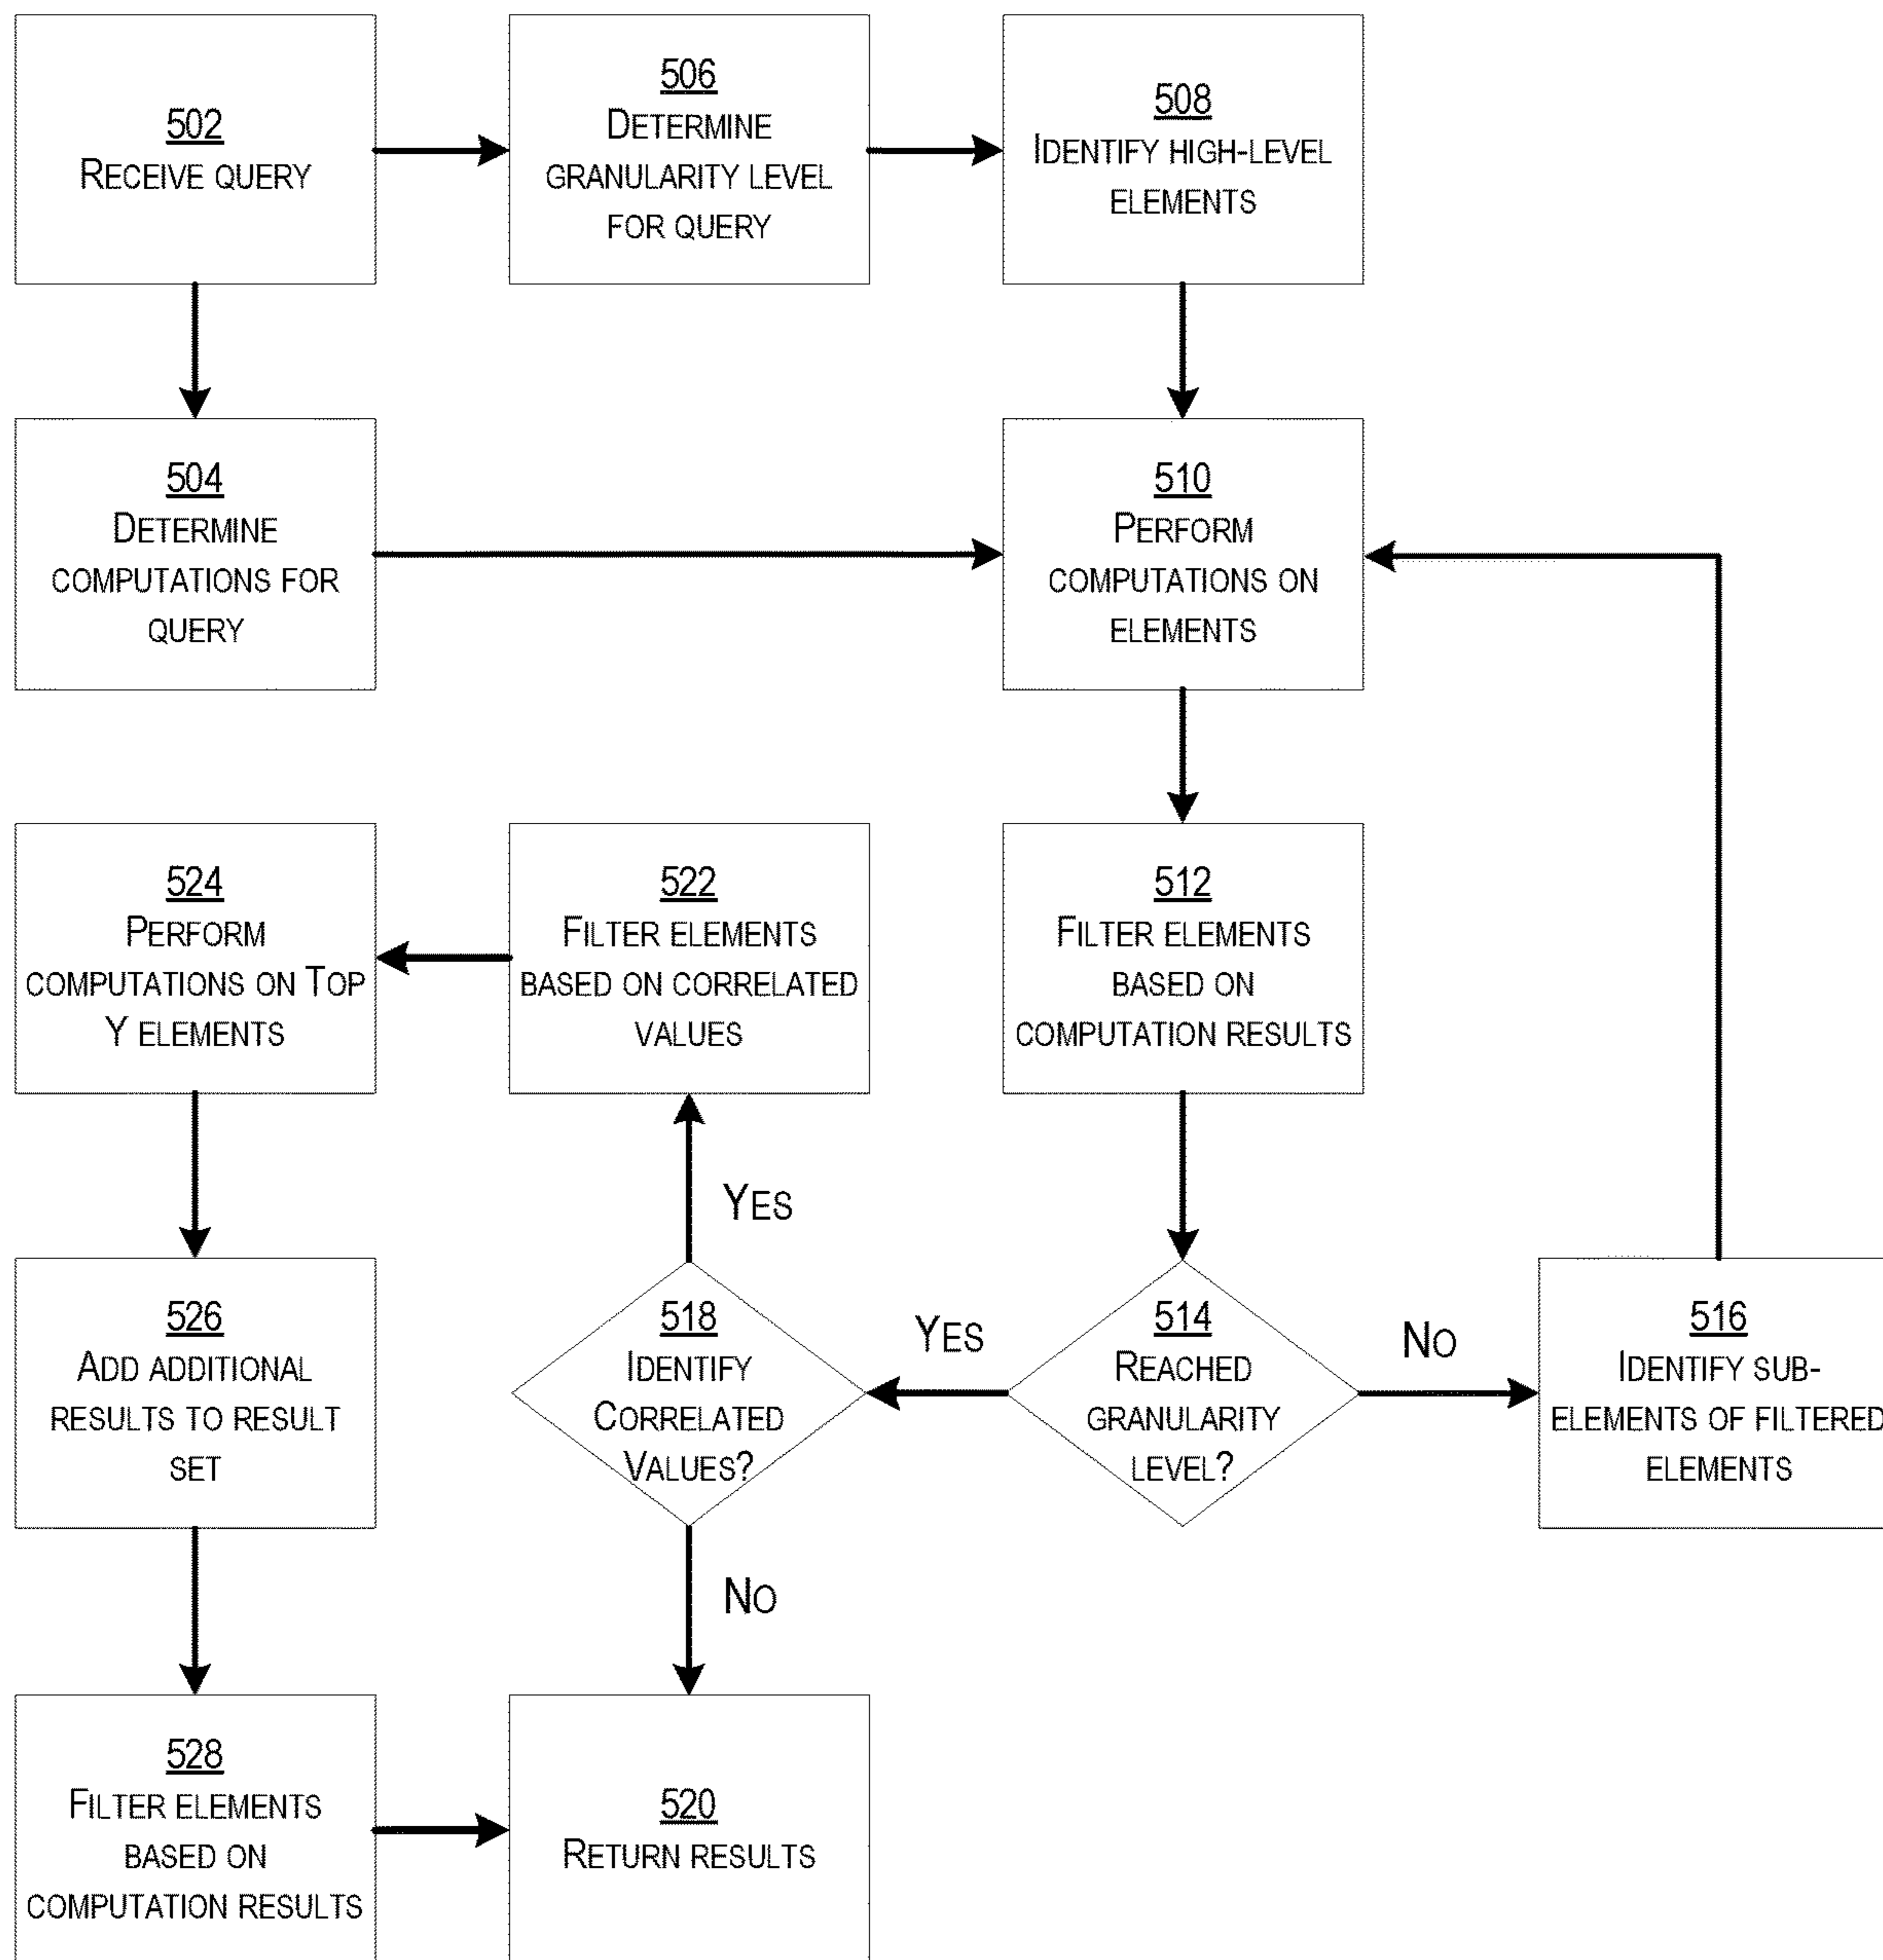 502
RECEIVE QUERY
506
DETERMINE
GRANULARITY LEVEL
FOR QUERY
508
IDENTIFY HIGH-LEVEL
ELEMENTS
504
DETERMINE
COMPUTATIONS FOR
QUERY
510
PERFORM
COMPUTATIONS ON
ELEMENTS
524
PERFORM
COMPUTATIONS ON TOP
Y ELEMENTS
522
FILTER ELEMENTS
BASED ON CORRELATED
VALUES
512
FILTER ELEMENTS
BASED ON
COMPUTATION RESULTS
YES
526
ADD ADDITIONAL
RESULTS TO RESULT
SET
518
IDENTIFY
CORRELATED
VALUES?
YES
514
REACHED
GRANULARITY
LEVEL?
NO
516
IDENTIFY SUB-
ELEMENTS OF FILTERED
ELEMENTS
NO
528
FILTER ELEMENTS
BASED ON
COMPUTATION RESULTS
520
RETURN RESULTS